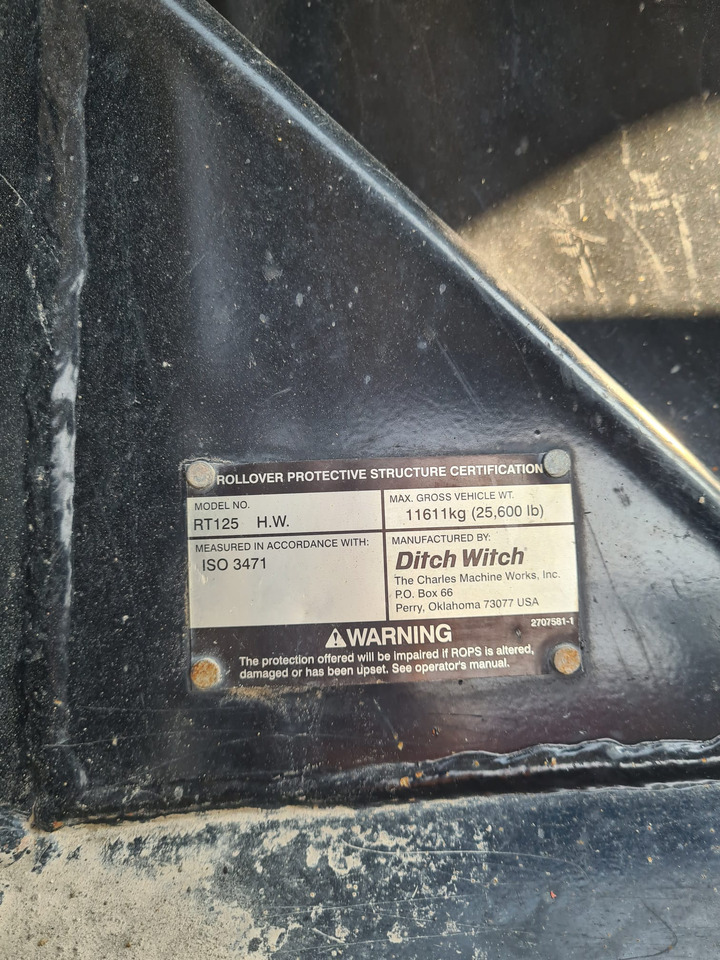 ROLLOVER PROTECTIVE STRUCTURE CERTIFICATION
MODEL NO.
RT125 H.W.
MAX. GROSS VEHICLE WT.
11611kg (25,600 lb)
MEASURED IN ACCORDANCE WITH:
ISO 3471
MANUFACTURED BY:
Ditch Witch®
The Charles Machine Works, Inc.
P.O. Box 66
Perry, Oklahoma 73077 USA
2707581-1
⚠WARNING
The protection offered will be impaired if ROPS is altered,
damaged or has been upset. See operator's manual.